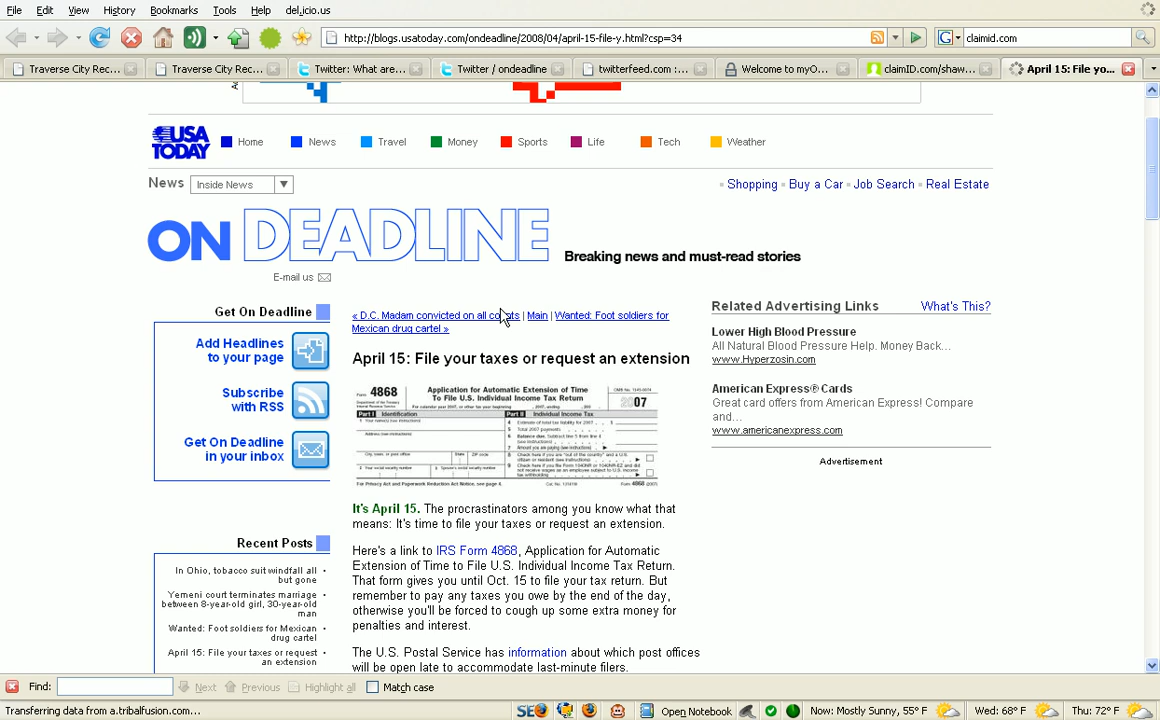 File Edit View History Bookmarks Tools Help del.icio.us
http://blogs.usatoday.com/ondeadline/2008/04/april-15-file-y.html?csp=34
G claimid.com
Traverse City Rec...
Traverse City Rec...
Twitter: What are...
Twitter / ondeadline
twitterfeed.com :...
Welcome to myO...
claimID.com/shaw...
April 15: File yo...
USA TODAY
Home News Travel Money Sports Life Tech Weather
News Inside News
Shopping Buy a Car Job Search Real Estate
ON DEADLINE
Breaking news and must-read stories
E-mail us
Get On Deadline
Add Headlines
to your page
Subscribe
with RSS
Get On Deadline
in your inbox
Recent Posts
In Ohio, tobacco suit windfall all
but gone
Yemeni court terminates marriage
between 8-year-old girl, 30-year-old
man
Wanted: Foot soldiers for Mexican
drug cartel
April 15: File your taxes or request
an extension
« D.C. Madam convicted on all counts | Main | Wanted: Foot soldiers for
Mexican drug cartel »
April 15: File your taxes or request an extension
Form 4868
Application for Automatic Extension of Time
To File U.S. Individual Income Tax Return
2007
Part I Identification
Part II Individual Income Tax
It's April 15. The procrastinators among you know what that
means: It's time to file your taxes or request an extension.
Here's a link to IRS Form 4868, Application for Automatic
Extension of Time to File U.S. Individual Income Tax Return.
That form gives you until Oct. 15 to file your tax return. But
remember to pay any taxes you owe by the end of the day,
otherwise you'll be forced to cough up some extra money for
penalties and interest.
The U.S. Postal Service has information about which post offices
will be open late to accommodate last-minute filers.
Related Advertising Links What's This?
Lower High Blood Pressure
All Natural Blood Pressure Help. Money Back...
www.Hyperzosin.com
American Express® Cards
Great card offers from American Express! Compare
and...
www.americanexpress.com
Advertisement
Find: Next Previous Highlight all Match case
Transferring data from a.tribalfusion.com...
SEO Open Notebook Now: Mostly Sunny, 55° F Wed: 68° F Thu: 72° F